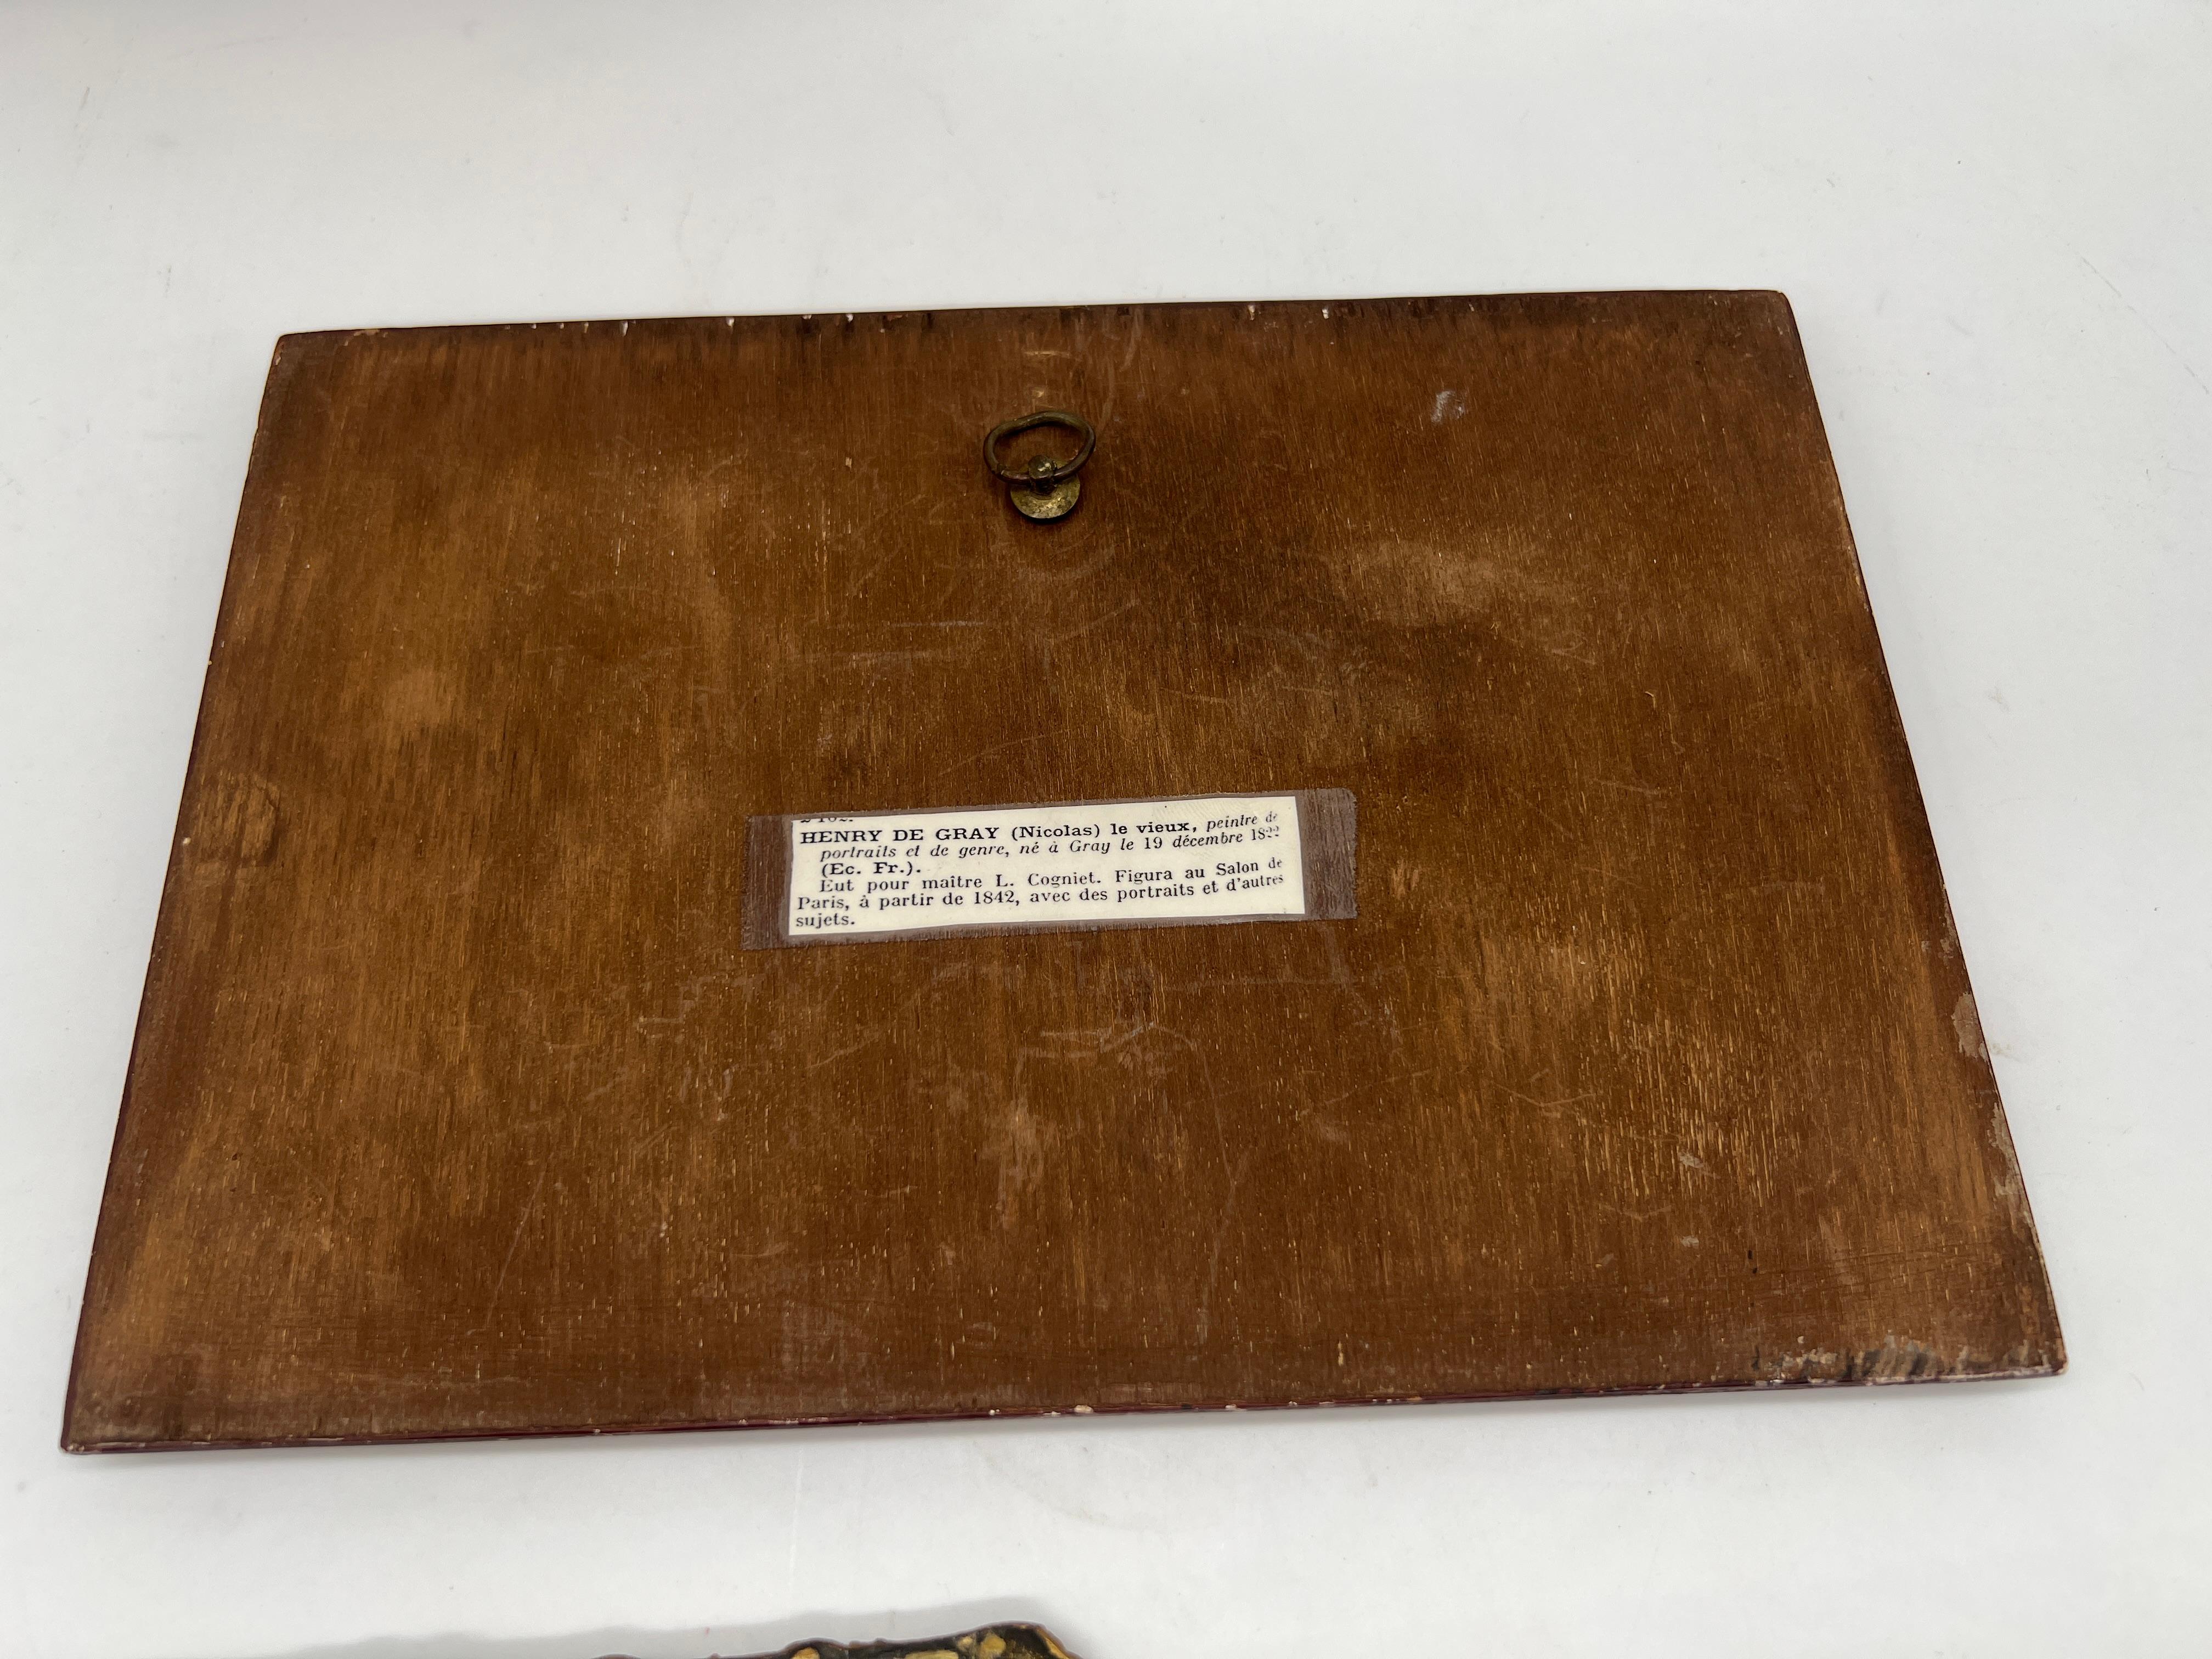 HENRY DE GRAY (Nicolas) le vieux, peintre de
portraits et de genre, né à Gray le 19 décembre 1822
(Ec. Fr.).
Eut pour maître L. Cogniet. Figura au Salon de
Paris, à partir de 1842, avec des portraits et d'autres
sujets.